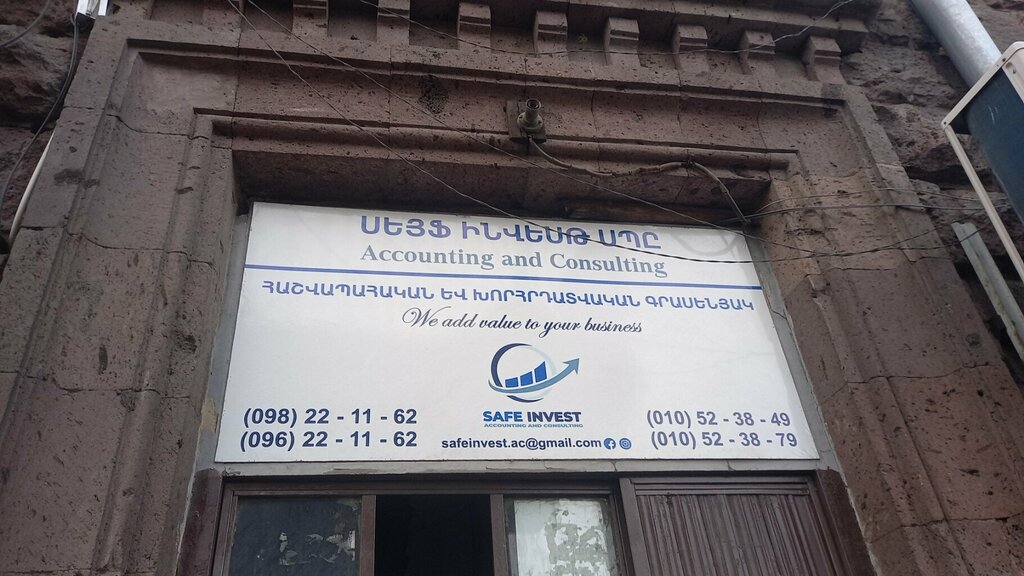 ՍԵՅՖ ԻՆՎԵՍԹ ՍՊԸ
Accounting and Consulting
ՀԱՇՎԱՊԱՀԱԿԱՆ ԵՎ ԽՈՐՀՐԴԱՏՎԱԿԱՆ ԳՐԱՍԵՆՅԱԿ
We add value to your business
SAFE INVEST
ACCOUNTING AND CONSULTING
(098) 22 - 11 - 62
(096) 22 - 11 - 62
safeinvest.ac@gmail.com
(010) 52 - 38 - 49
(010) 52 - 38 - 79